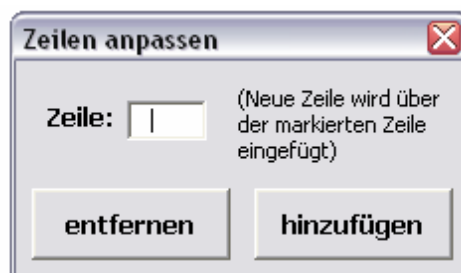 Zeilen anpassen
Zeile:
(Neue Zeile wird über
der markierten Zeile
eingefügt)
entfernen
hinzufügen